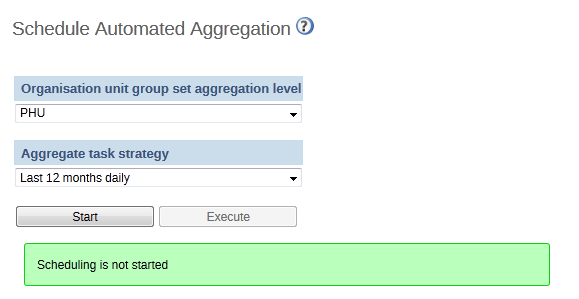 Schedule Automated Aggregation ?
Organisation unit group set aggregation level
PHU
Aggregate task strategy
Last 12 months daily
Start Execute
Scheduling is not started